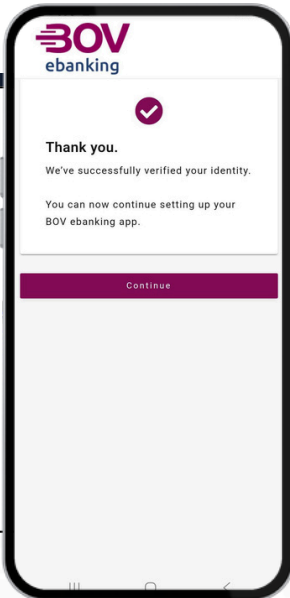 BOV
ebanking
Thank you.
We've successfully verified your identity.
You can now continue setting up your
BOV ebanking app.
Continue